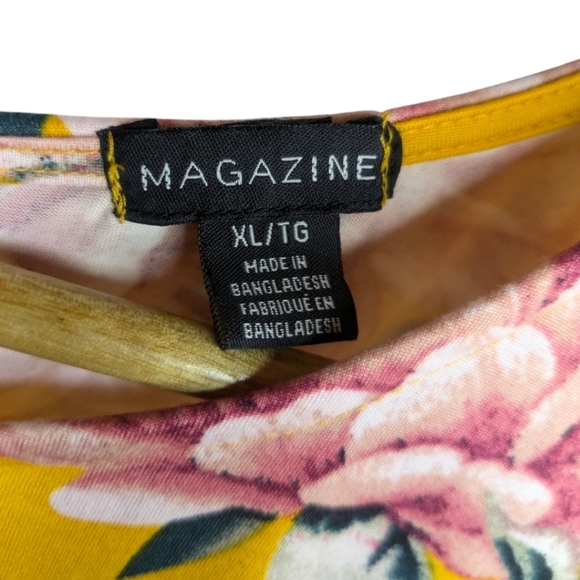 MAGAZINE
XL/TG
MADE IN
BANGLADESH
FABRIQUÉ EN
BANGLADESH